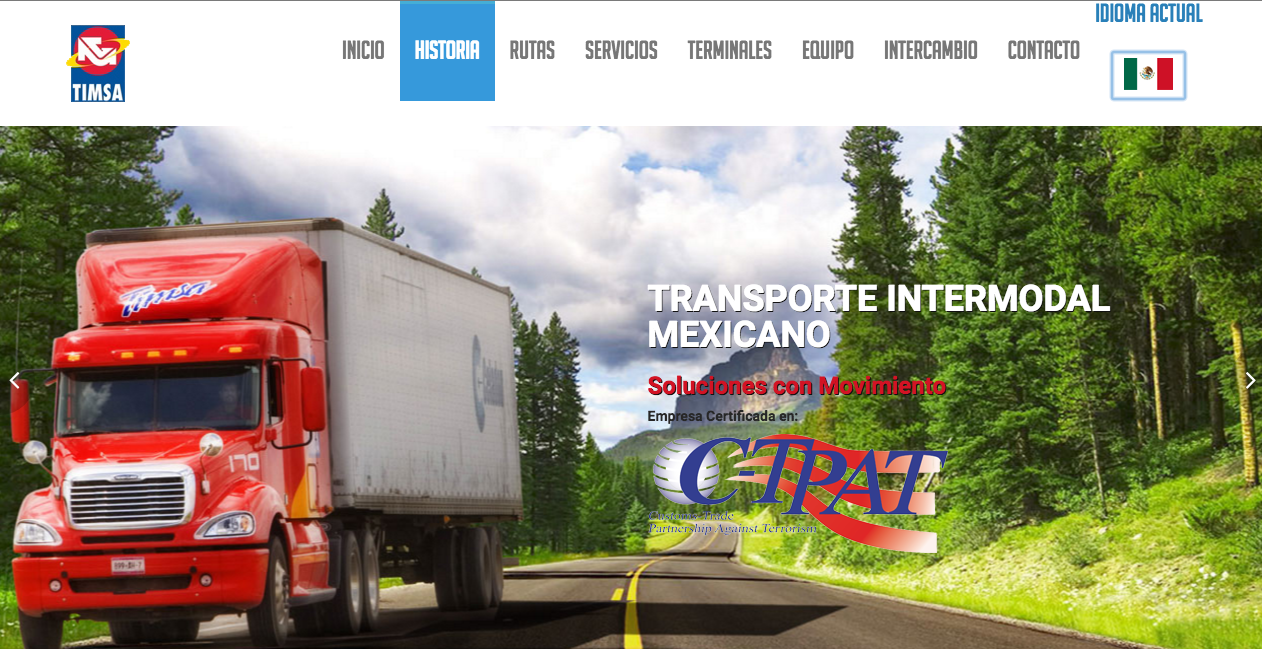 IDIOMA ACTUAL
TIMSA
INICIO
HISTORIA
RUTAS
SERVICIOS
TERMINALES
EQUIPO
INTERCAMBIO
CONTACTO
Timsa
170
TRANSPORTE INTERMODAL
MEXICANO
Soluciones con Movimiento
Empresa Certificada en:
C-TPAT
Customs Trade
Partnership Against Terrorism